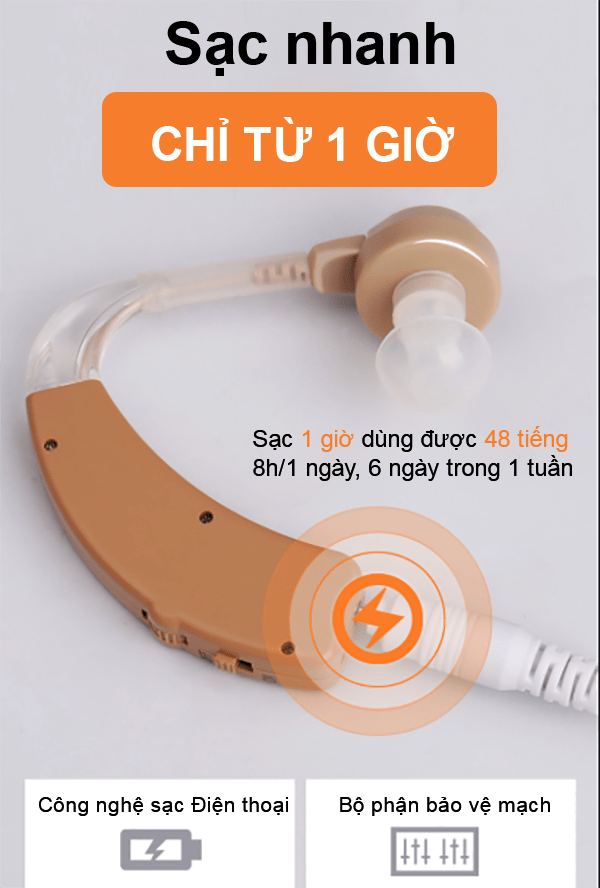 Sạc nhanh
CHỈ TỪ 1 GIỜ
Sạc 1 giờ dùng được 48 tiếng
8h/1 ngày, 6 ngày trong 1 tuần
Công nghệ sạc Điện thoại
Bộ phận bảo vệ mạch